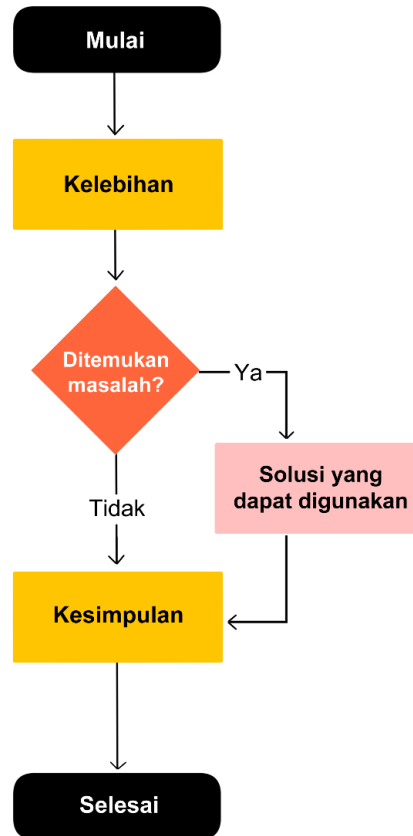 Mulai
Kelebihan
Ditemukan
masalah?
Ya
Solusi yang
dapat digunakan
Tidak
Kesimpulan
Selesai